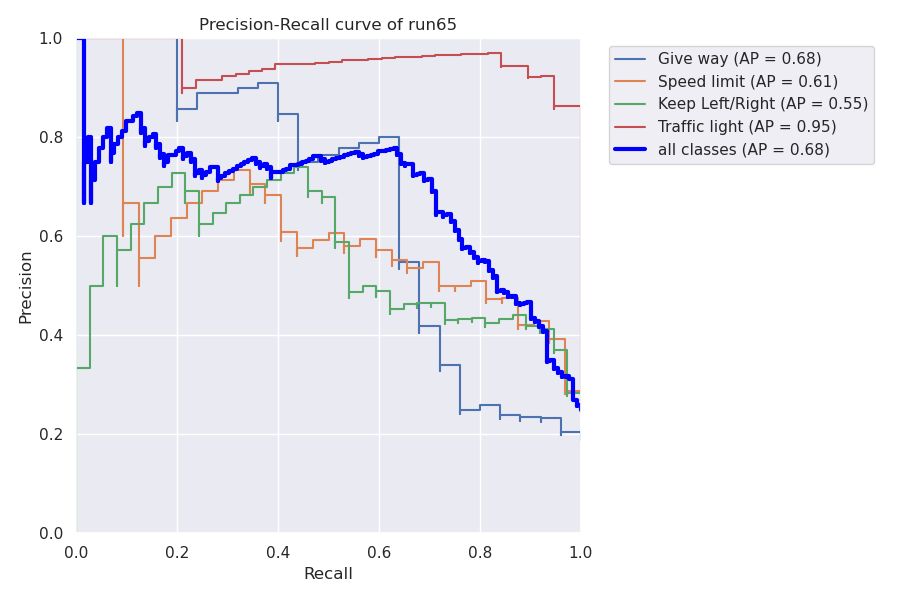 Precision-Recall curve of run65
1.0
0.8
0.6
0.4
0.2
0.0
Precision
0.0 0.2 0.4 0.6 0.8 1.0
Recall
Give way (AP = 0.68)
Speed limit (AP = 0.61)
Keep Left/Right (AP = 0.55)
Traffic light (AP = 0.95)
all classes (AP = 0.68)